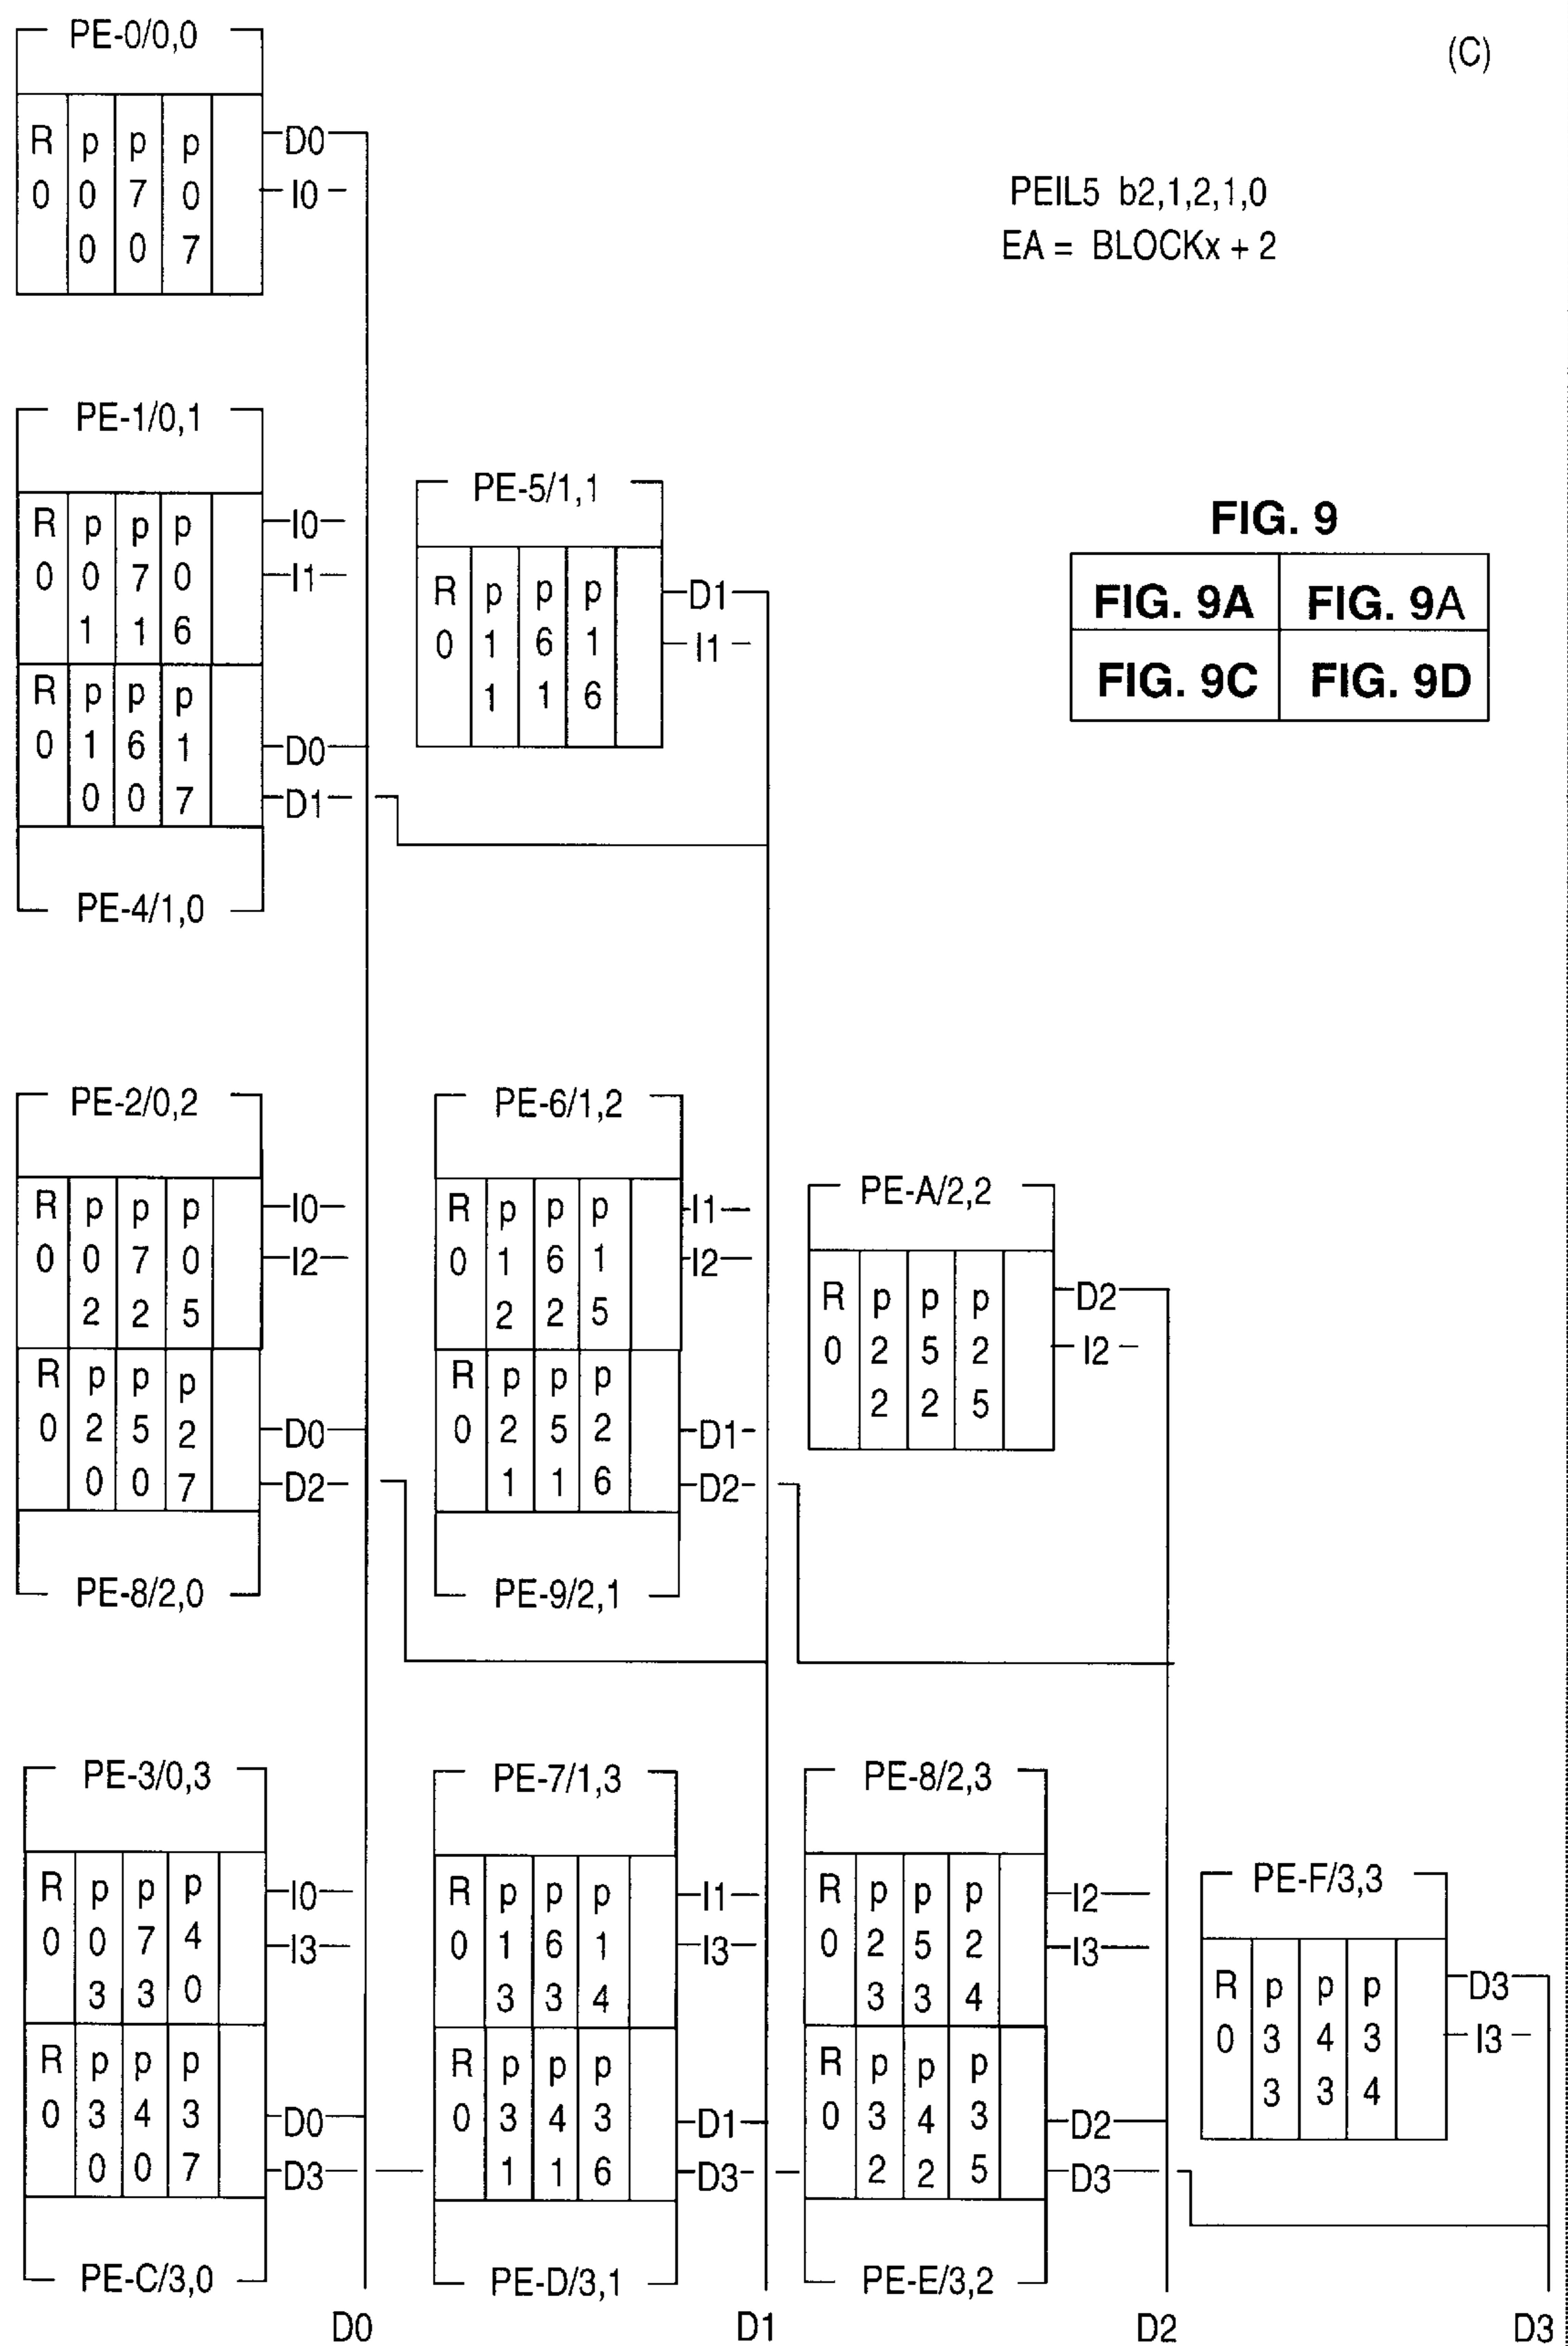 PE-0/0,0
(C)
R p p p
0 0 7 0
0 0 7
D0
I0
PEIL5 b2,1,2,1,0
EA = BLOCKx + 2
PE-1/0,1
R p p p
0 0 7 0
1 1 6
I0
I1
R p p p
0 1 6 1
0 0 7
D0
D1
PE-4/1,0
PE-5/1,1
R p p p
0 1 6 1
1 1 6
D1
I1
FIG. 9
FIG. 9A FIG. 9A
FIG. 9C FIG. 9D
PE-2/0,2
R p p p
0 0 7 0
2 2 5
I0
I2
R p p p
0 2 5 2
0 0 7
D0
D2
PE-8/2,0
PE-6/1,2
R p p p
0 1 6 1
2 2 5
I1
I2
R p p p
0 2 5 2
1 1 6
D1
D2
PE-9/2,1
PE-A/2,2
R p p p
0 2 5 2
2 2 5
D2
I2
PE-3/0,3
R p p p
0 0 7 4
3 3 0
I0
I3
R p p p
0 3 4 3
0 0 7
D0
D3
PE-C/3,0
PE-7/1,3
R p p p
0 1 6 1
3 3 4
I1
I3
R p p p
0 3 4 3
1 1 6
D1
D3
PE-D/3,1
PE-8/2,3
R p p p
0 2 5 2
3 3 4
I2
I3
R p p p
0 3 4 3
2 2 5
D2
D3
PE-E/3,2
PE-F/3,3
R p p p
0 3 4 3
3 3 4
D3
I3
D0 D1 D2 D3